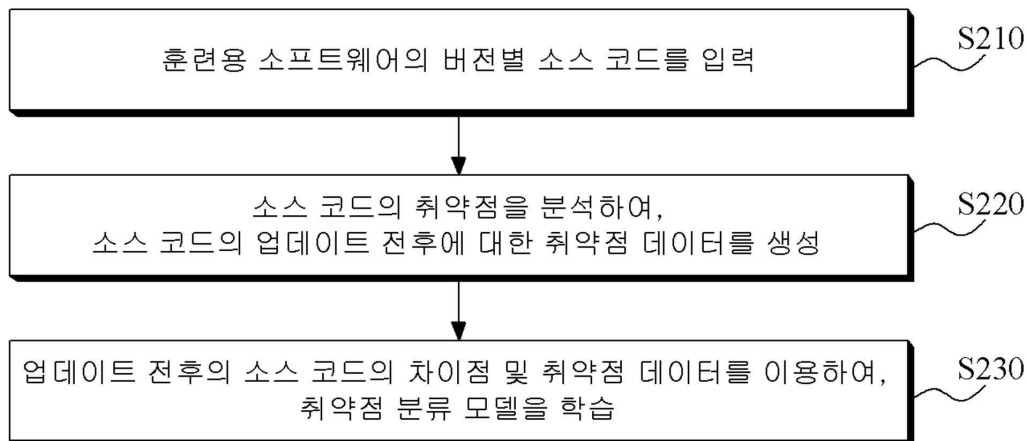 훈련용 소프트웨어의 버전별 소스 코드를 입력
S210
소스 코드의 취약점을 분석하여,
소스 코드의 업데이트 전후에 대한 취약점 데이터를 생성
S220
업데이트 전후의 소스 코드의 차이점 및 취약점 데이터를 이용하여,
취약점 분류 모델을 학습
S230